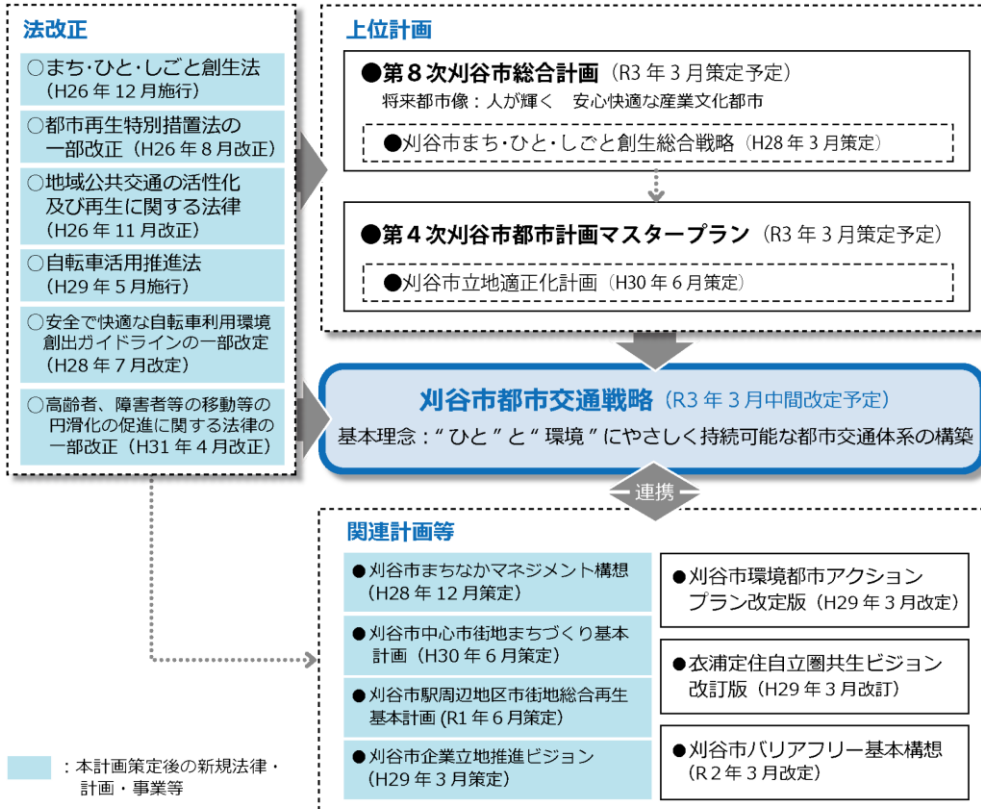 法改正
○まち・ひと・しごと創生法
(H26年12月施行)
○都市再生特別措置法の
一部改正（H26年8月改正）
○地域公共交通の活性化
及び再生に関する法律
(H26年11月改正)
○自転車活用推進法
(H29年5月施行)
○安全で快適な自転車利用環境
創出ガイドラインの一部改定
(H28年7月改定)
○高齢者、障害者等の移動等の
円滑化の促進に関する法律の
一部改正（H31年4月改正）
上位計画
●第8次刈谷市総合計画（R3年3月策定予定）
将来都市像：人が輝く　安心快適な産業文化都市
●刈谷市まち・ひと・しごと創生総合戦略（H28年3月策定）
●第4次刈谷市都市計画マスタープラン（R3年3月策定予定）
●刈谷市立地適正化計画（H30年6月策定）
刈谷市都市交通戦略（R3年3月中間改定予定）
基本理念：“ひと”と“環境”にやさしく持続可能な都市交通体系の構築
連携
関連計画等
●刈谷市まちなかマネジメント構想
(H28年12月策定)
●刈谷市中心市街地まちづくり基本
計画（H30年6月策定）
●刈谷市駅周辺地区市街地総合再生
基本計画(R1年6月策定)
●刈谷市企業立地推進ビジョン
(H29年3月策定)
●刈谷市環境都市アクション
プラン改定版（H29年3月改定）
●衣浦定住自立圏共生ビジョン
改訂版（H29年3月改訂）
●刈谷市バリアフリー基本構想
(R2年3月改定)
：本計画策定後の新規法律・
計画・事業等